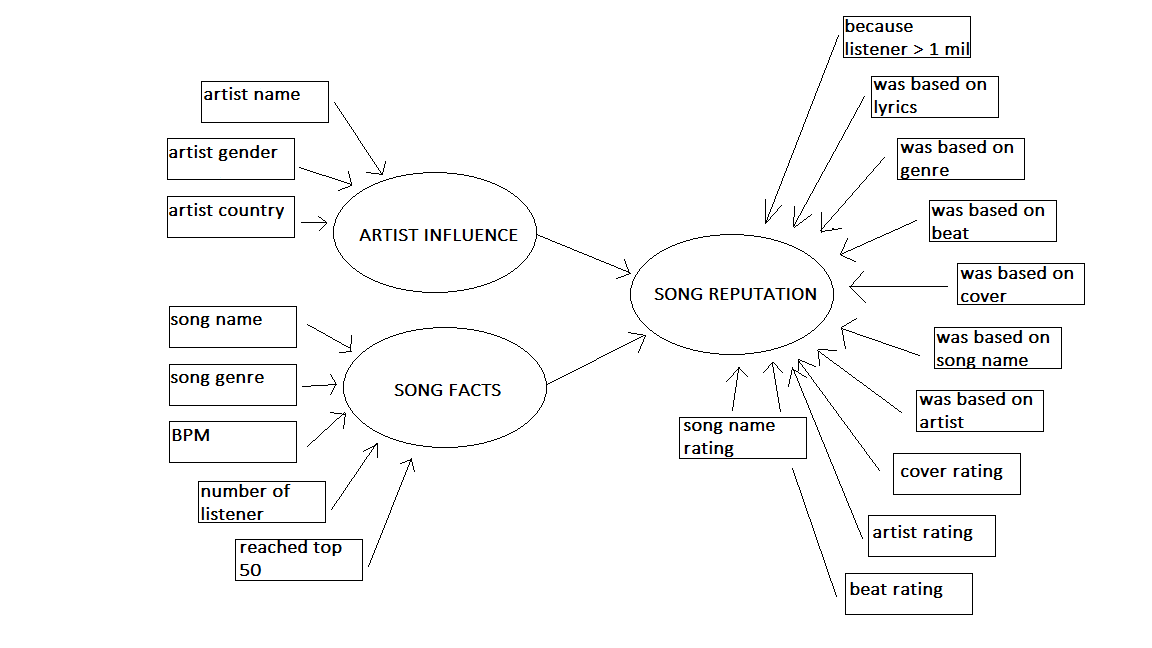 because
listener > 1 mil
was based on
lyrics
artist name
was based on
genre
artist gender
artist country
was based on
beat
ARTIST INFLUENCE
was based on
cover
SONG REPUTATION
song name
was based on
song name
song genre
SONG FACTS
was based on
artist
BPM
song name
rating
cover rating
number of
listener
artist rating
reached top
50
beat rating